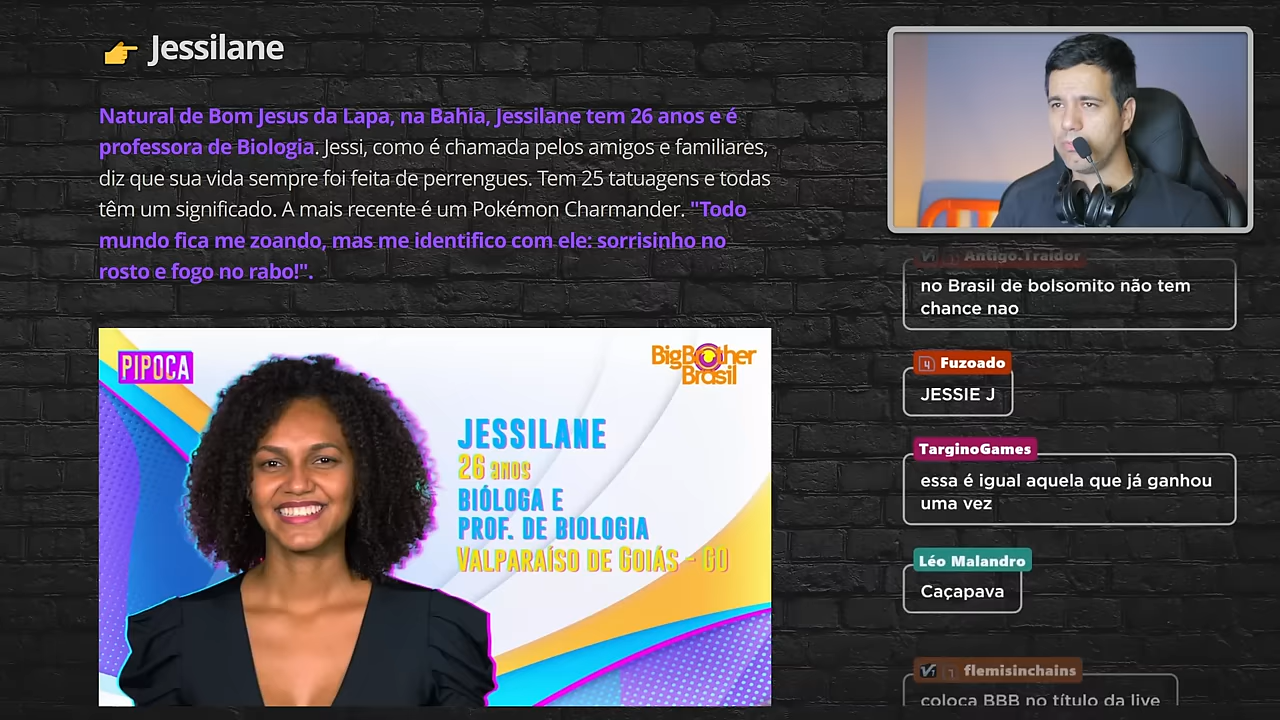 👉 Jessilane
Natural de Bom Jesus da Lapa, na Bahia, Jessilane tem 26 anos e é
professora de Biologia. Jessi, como é chamada pelos amigos e familiares,
diz que sua vida sempre foi feita de perrengues. Tem 25 tatuagens e todas
têm um significado. A mais recente é um Pokémon Charmander. "Todo
mundo fica me zoando, mas me identifico com ele: sorrisinho no
rosto e fogo no rabo!".
PIPOCA
BigBrother
Brasil
JESSILANE
26 anos
BIÓLOGA E
PROF. DE BIOLOGIA
VALPARAÍSO DE GOIÁS - GO
Antigo.Traidor
no Brasil de bolsomito não tem
chance nao
4 Fuzoado
JESSIE J
TarginoGames
essa é igual aquela que já ganhou
uma vez
Léo Malandro
Caçapava
flemisinchains
coloca BBB no título da live